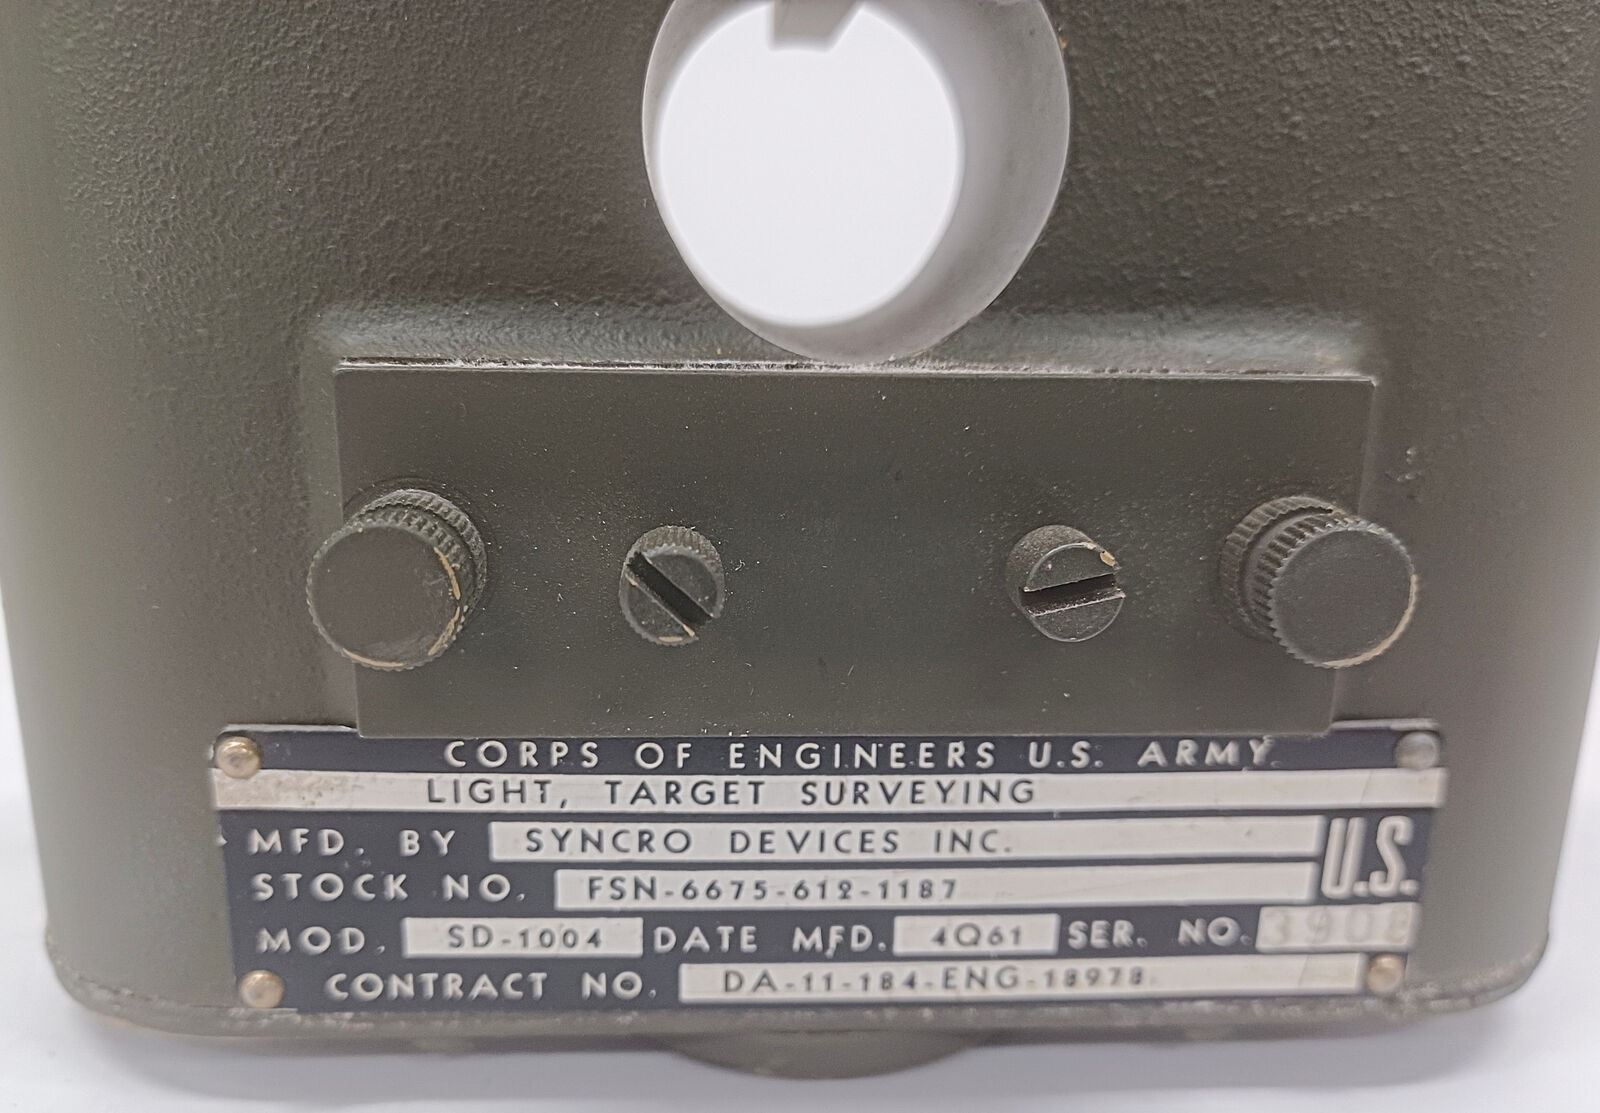 CORPS OF ENGINEERS U.S. ARMY
LIGHT, TARGET SURVEYING
MFD. BY SYNCRO DEVICES INC.
U.S.
STOCK NO. FSN-6675-612-1187
MOD. SD-1004 DATE MFD. 4Q61 SER. NO. 3908
CONTRACT NO. DA-11-184-ENG-18978